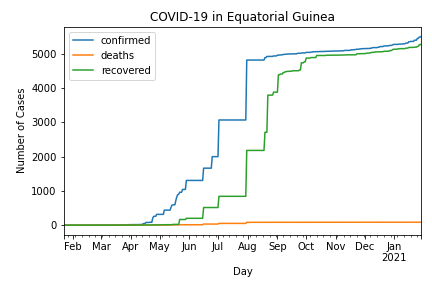 COVID-19 in Equatorial Guinea
confirmed
deaths
recovered
Number of Cases
5000
4000
3000
2000
1000
0
Feb Mar Apr May Jun Jul Aug Sep Oct Nov Dec Jan
2021
Day